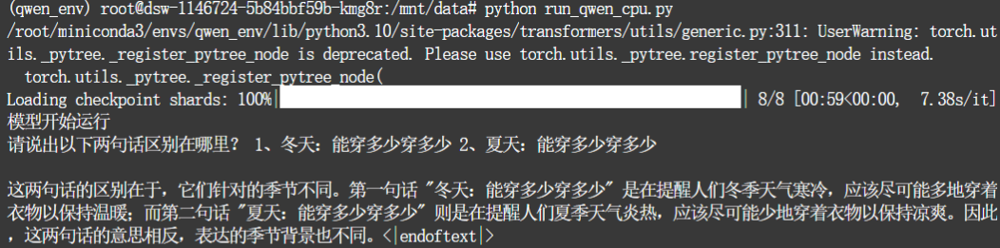 (qwen_env) root@dsw-1146724-5b84bbf59b-kmg8r:/mnt/data# python run_qwen_cpu.py
/root/miniconda3/envs/qwen_env/lib/python3.10/site-packages/transformers/utils/generic.py:311: UserWarning: torch.ut
ils._pytree._register_pytree_node is deprecated. Please use torch.utils._pytree.register_pytree_node instead.
  torch.utils._pytree._register_pytree_node(
Loading checkpoint shards: 100%| | 8/8 [00:59<00:00,  7.38s/it]
模型开始运行
请说出以下两句话区别在哪里？ 1、冬天：能穿多少穿多少 2、夏天：能穿多少穿多少
这两句话的区别在于，它们针对的季节不同。第一句话 "冬天：能穿多少穿多少" 是在提醒人们冬季天气寒冷，应该尽可能多地穿着
衣物以保持温暖；而第二句话 "夏天：能穿多少穿多少" 则是在提醒人们夏季天气炎热，应该尽可能少地穿着衣物以保持凉爽。因此
，这两句话的意思相反，表达的季节背景也不同。<|endoftext|>